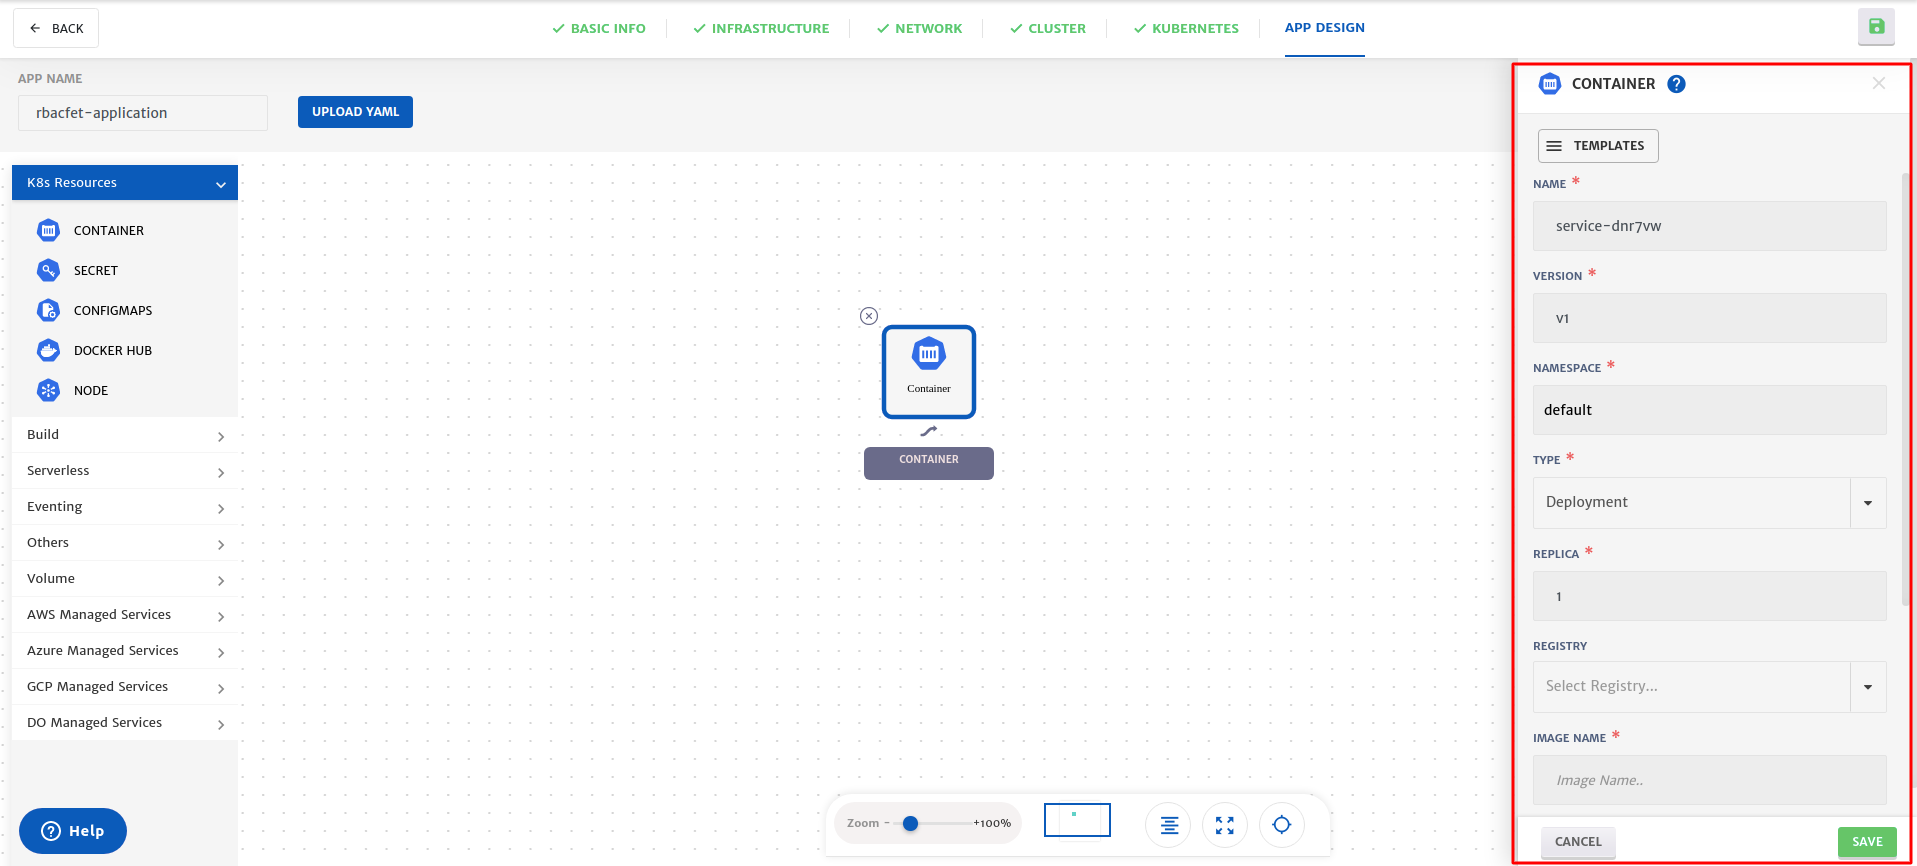 BACK
BASIC INFO
INFRASTRUCTURE
NETWORK
CLUSTER
KUBERNETES
APP DESIGN
APP NAME
rbacfet-application
UPLOAD YAML
K8s Resources
CONTAINER
SECRET
CONFIGMAPS
DOCKER HUB
NODE
Build
Serverless
Eventing
Others
Volume
AWS Managed Services
Azure Managed Services
GCP Managed Services
DO Managed Services
? Help
Container
CONTAINER
Zoom - +100%
CONTAINER ?
TEMPLATES
NAME *
service-dnr7vw
VERSION *
v1
NAMESPACE *
default
TYPE *
Deployment
REPLICA *
1
REGISTRY
Select Registry...
IMAGE NAME *
Image Name..
CANCEL
SAVE